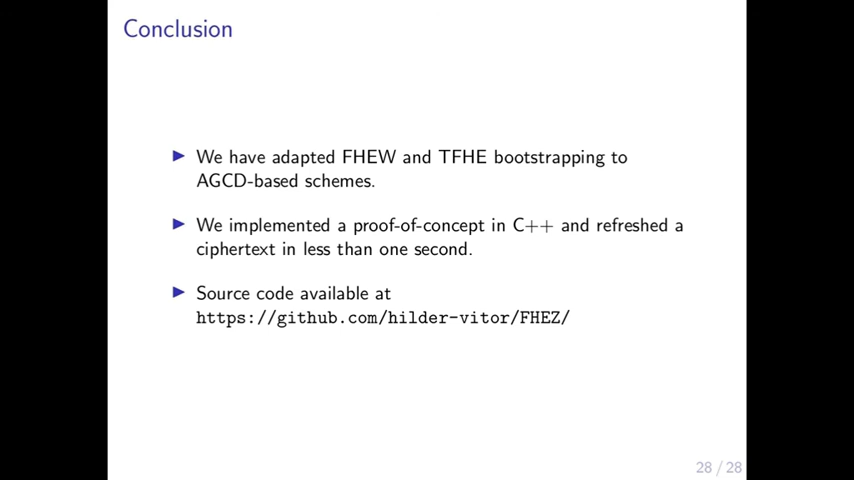 Conclusion
We have adapted FHEW and TFHE bootstrapping to
AGCD-based schemes.
We implemented a proof-of-concept in C++ and refreshed a
ciphertext in less than one second.
Source code available at
https://github.com/hilder-vitor/FHEZ/
28 / 28